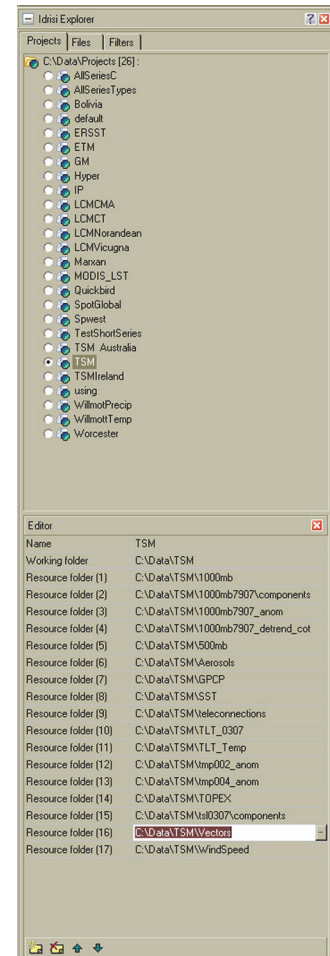 Idrisi Explorer
Projects Files Filters
C:\Data\Projects [26] :
AllSeriesC
AllSeriesTypes
Bolivia
default
ERSST
ETM
GM
Hyper
IP
LCMCMA
LCMCT
LCMNorandean
LCMVicugna
Marxan
MODIS_LST
Quickbird
SpotGlobal
Spwest
TestShortSeries
TSM Australia
TSM
TSMIreland
using
WillmotPrecip
WillmottTemp
Worcester
Editor
Name TSM
Working folder C:\Data\TSM
Resource folder (1) C:\Data\TSM\1000mb
Resource folder (2) C:\Data\TSM\1000mb7907\components
Resource folder (3) C:\Data\TSM\1000mb7907_anom
Resource folder (4) C:\Data\TSM\1000mb7907_detrend_cot
Resource folder (5) C:\Data\TSM\500mb
Resource folder (6) C:\Data\TSM\Aerosols
Resource folder (7) C:\Data\TSM\GPCP
Resource folder (8) C:\Data\TSM\SST
Resource folder (9) C:\Data\TSM\teleconnections
Resource folder (10) C:\Data\TSM\TLT_0307
Resource folder (11) C:\Data\TSM\TLT_Temp
Resource folder (12) C:\Data\TSM\tmp002_anom
Resource folder (13) C:\Data\TSM\tmp004_anom
Resource folder (14) C:\Data\TSM\TOPEX
Resource folder (15) C:\Data\TSM\tsl0307\components
Resource folder (16) C:\Data\TSM\Vectors ...
Resource folder (17) C:\Data\TSM\WindSpeed